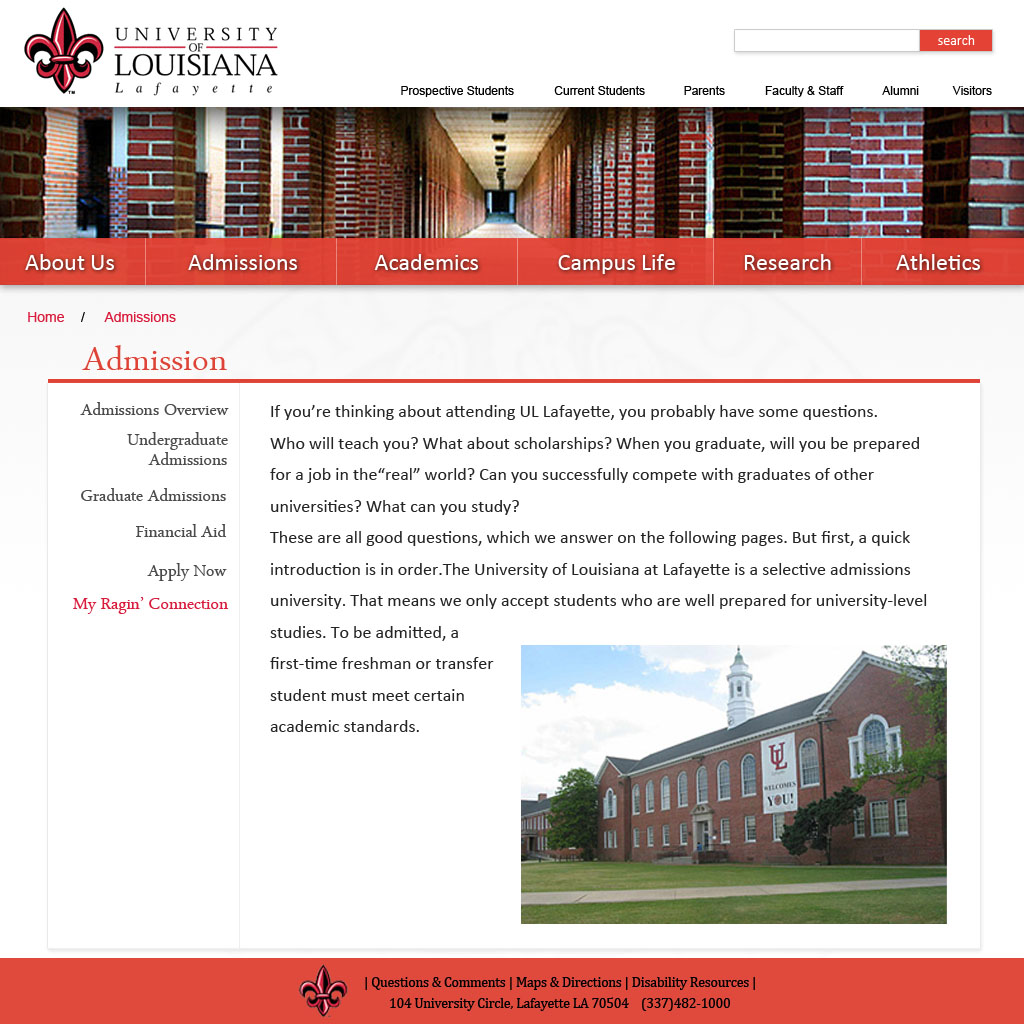 UNIVERSITY
OF
LOUISIANA
Lafayette
™
search
Prospective Students Current Students Parents Faculty & Staff Alumni Visitors
About Us Admissions Academics Campus Life Research Athletics
Home / Admissions
Admission
Admissions Overview
Undergraduate
Admissions
Graduate Admissions
Financial Aid
Apply Now
My Ragin’ Connection
If you’re thinking about attending UL Lafayette, you probably have some questions.
Who will teach you? What about scholarships? When you graduate, will you be prepared
for a job in the“real” world? Can you successfully compete with graduates of other
universities? What can you study?
These are all good questions, which we answer on the following pages. But first, a quick
introduction is in order.The University of Louisiana at Lafayette is a selective admissions
university. That means we only accept students who are well prepared for university-level
studies. To be admitted, a
first-time freshman or transfer
student must meet certain
academic standards.
UL
WELCOMES
YOU!
| Questions & Comments | Maps & Directions | Disability Resources |
104 University Circle, Lafayette LA 70504 (337)482-1000